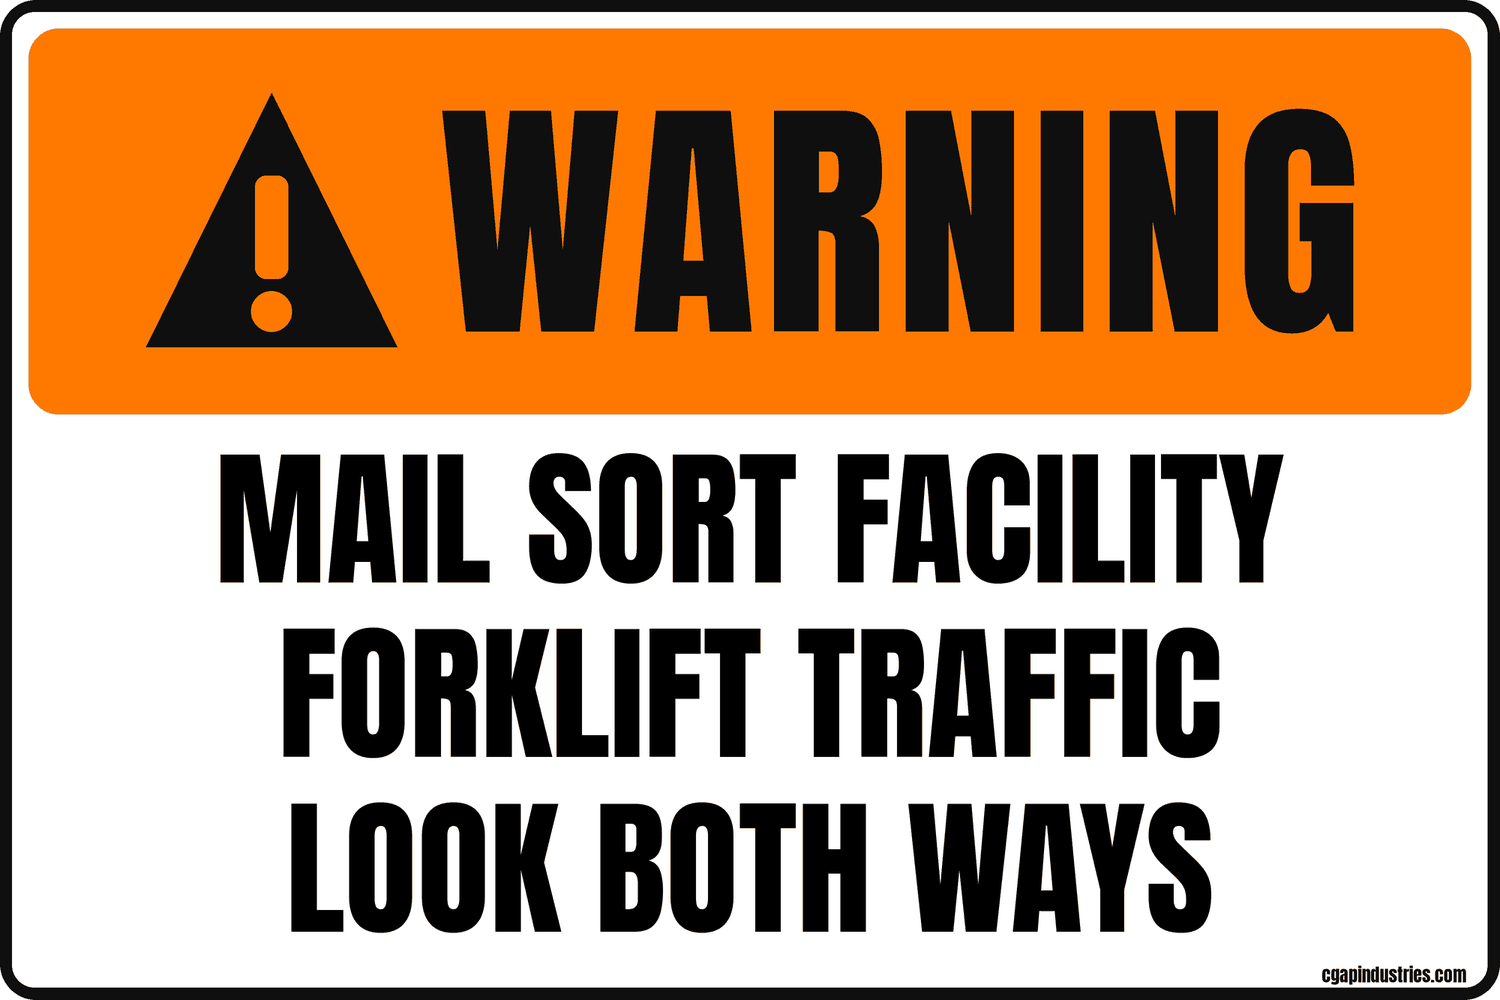 WARNING
MAIL SORT FACILITY
FORKLIFT TRAFFIC
LOOK BOTH WAYS
cgapindustries.com